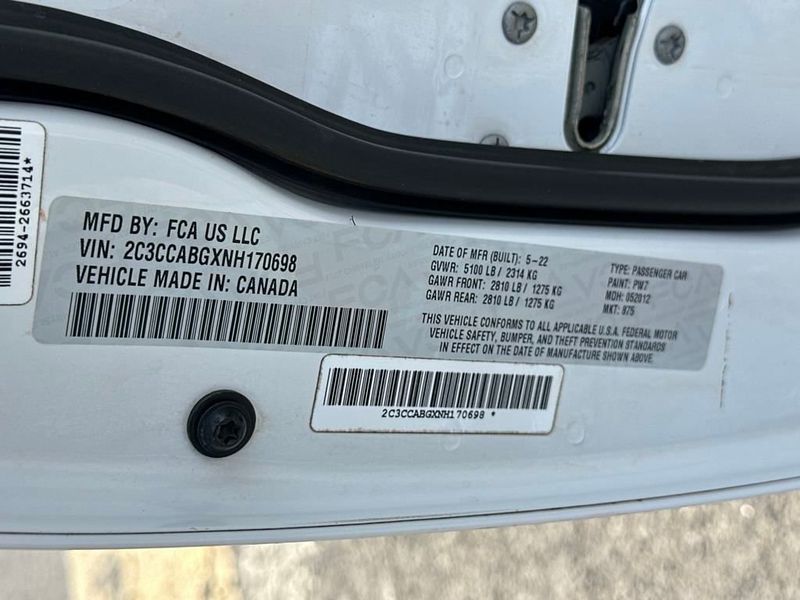 2694-2663714*
MFD BY: FCA US LLC
VIN: 2C3CCABGXNH170698
VEHICLE MADE IN: CANADA
DATE OF MFR (BUILT): 5-22
GVWR: 5100 LB / 2314 KG
GAWR FRONT: 2810 LB / 1275 KG
GAWR REAR: 2810 LB / 1275 KG
TYPE: PASSENGER CAR
PAINT: PW7
MDH: 052012
MKT: 875
THIS VEHICLE CONFORMS TO ALL APPLICABLE U.S.A. FEDERAL MOTOR
VEHICLE SAFETY, BUMPER, AND THEFT PREVENTION STANDARDS
IN EFFECT ON THE DATE OF MANUFACTURE SHOWN ABOVE.
2C3CCABGXNH170698 *